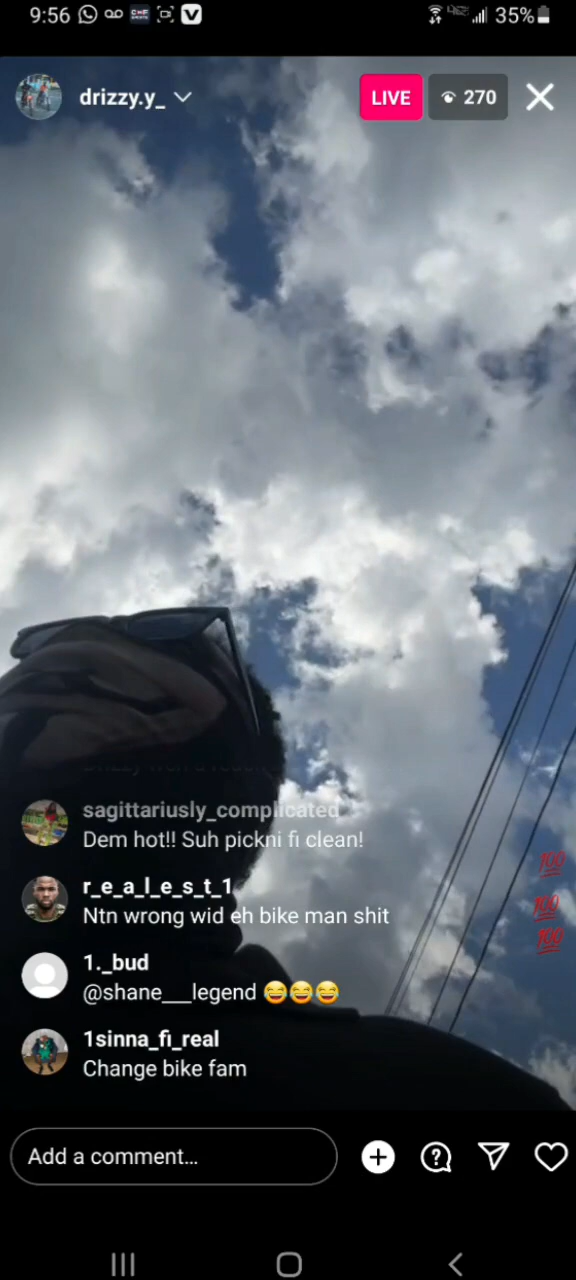 9:56
CHF
V
35%
drizzy.y_
LIVE
270
sagittariusly_complicated
Dem hot!! Suh pickni fi clean!
r_e_a_l_e_s_t_1
Ntn wrong wid eh bike man shit
1._bud
@shane___legend 😂😂😂
1sinna_fi_real
Change bike fam
💯
💯
💯
Add a comment...